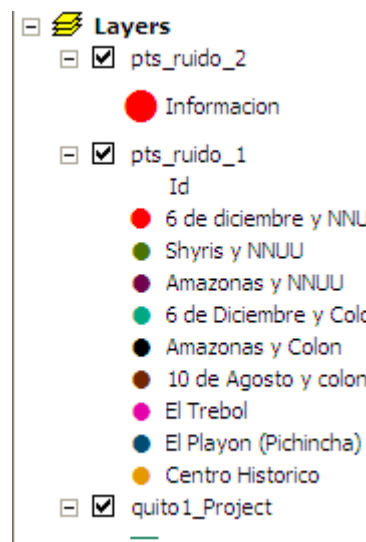 Layers
pts_ruido_2
Informacion
pts_ruido_1
Id
6 de diciembre y NNU
Shyris y NNUU
Amazonas y NNUU
6 de Diciembre y Colo
Amazonas y Colon
10 de Agosto y colon
El Trebol
El Playon (Pichincha)
Centro Historico
quito1_Project